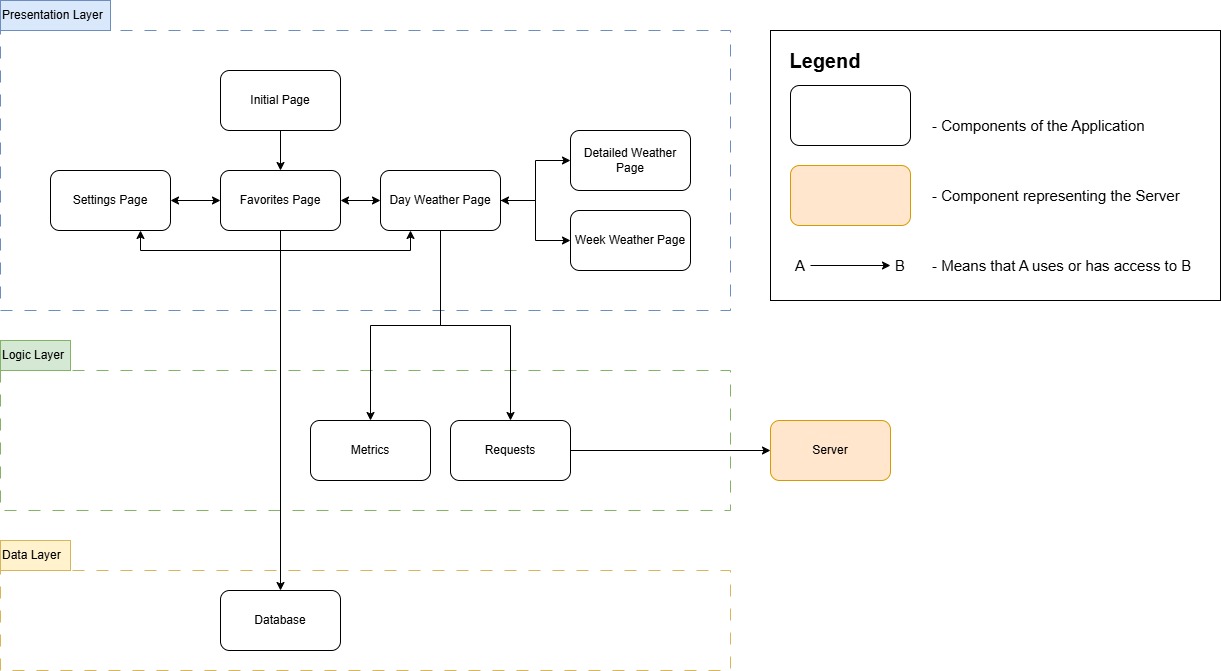 Presentation Layer
Legend
Initial Page
- Components of the Application
Detailed Weather
Page
Settings Page
Favorites Page
Day Weather Page
- Component representing the Server
Week Weather Page
A
B
- Means that A uses or has access to B
Logic Layer
Metrics
Requests
Server
Data Layer
Database